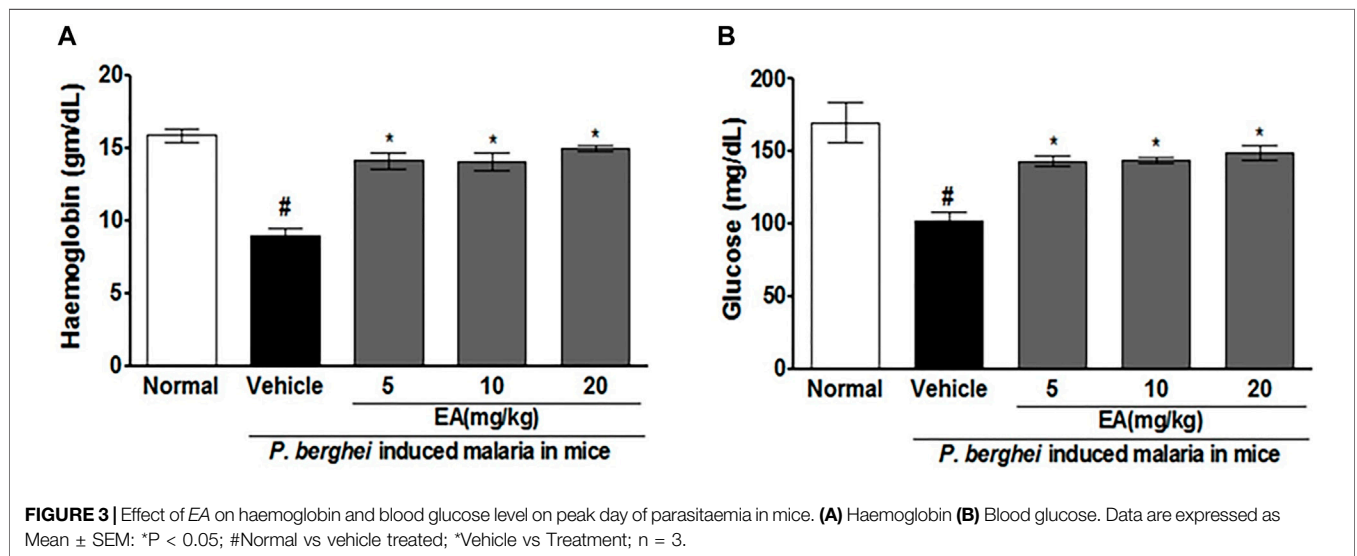 A
Haemoglobin (gm/dL)
20
15
10
5
0
#
*
*
*
Normal Vehicle 5 10 20
EA(mg/kg)
P. berghei induced malaria in mice
B
Glucose (mg/dL)
200
150
100
50
0
#
*
*
*
Normal Vehicle 5 10 20
EA(mg/kg)
P. berghei induced malaria in mice
FIGURE 3 | Effect of EA on haemoglobin and blood glucose level on peak day of parasitaemia in mice. (A) Haemoglobin (B) Blood glucose. Data are expressed as
Mean ± SEM: *P < 0.05; #Normal vs vehicle treated; *Vehicle vs Treatment; n = 3.